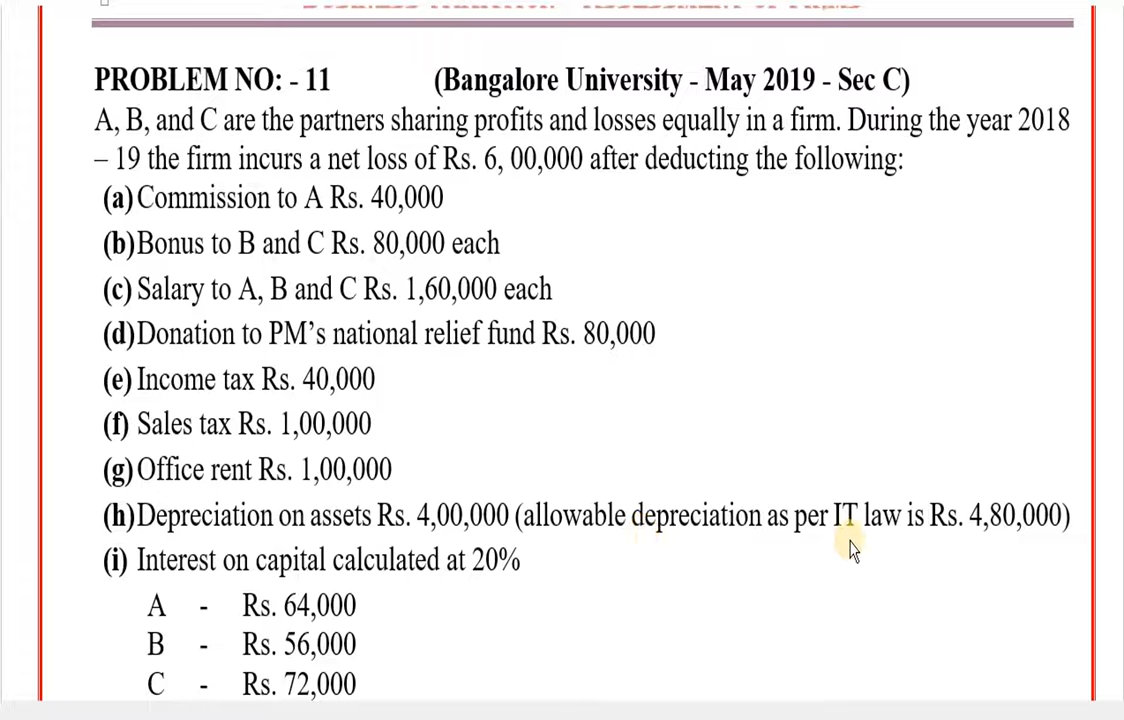 PROBLEM NO: - 11 (Bangalore University - May 2019 - Sec C)
A, B, and C are the partners sharing profits and losses equally in a firm. During the year 2018
– 19 the firm incurs a net loss of Rs. 6, 00,000 after deducting the following:
(a) Commission to A Rs. 40,000
(b) Bonus to B and C Rs. 80,000 each
(c) Salary to A, B and C Rs. 1,60,000 each
(d) Donation to PM’s national relief fund Rs. 80,000
(e) Income tax Rs. 40,000
(f) Sales tax Rs. 1,00,000
(g) Office rent Rs. 1,00,000
(h) Depreciation on assets Rs. 4,00,000 (allowable depreciation as per IT law is Rs. 4,80,000)
(i) Interest on capital calculated at 20%
A - Rs. 64,000
B - Rs. 56,000
C - Rs. 72,000